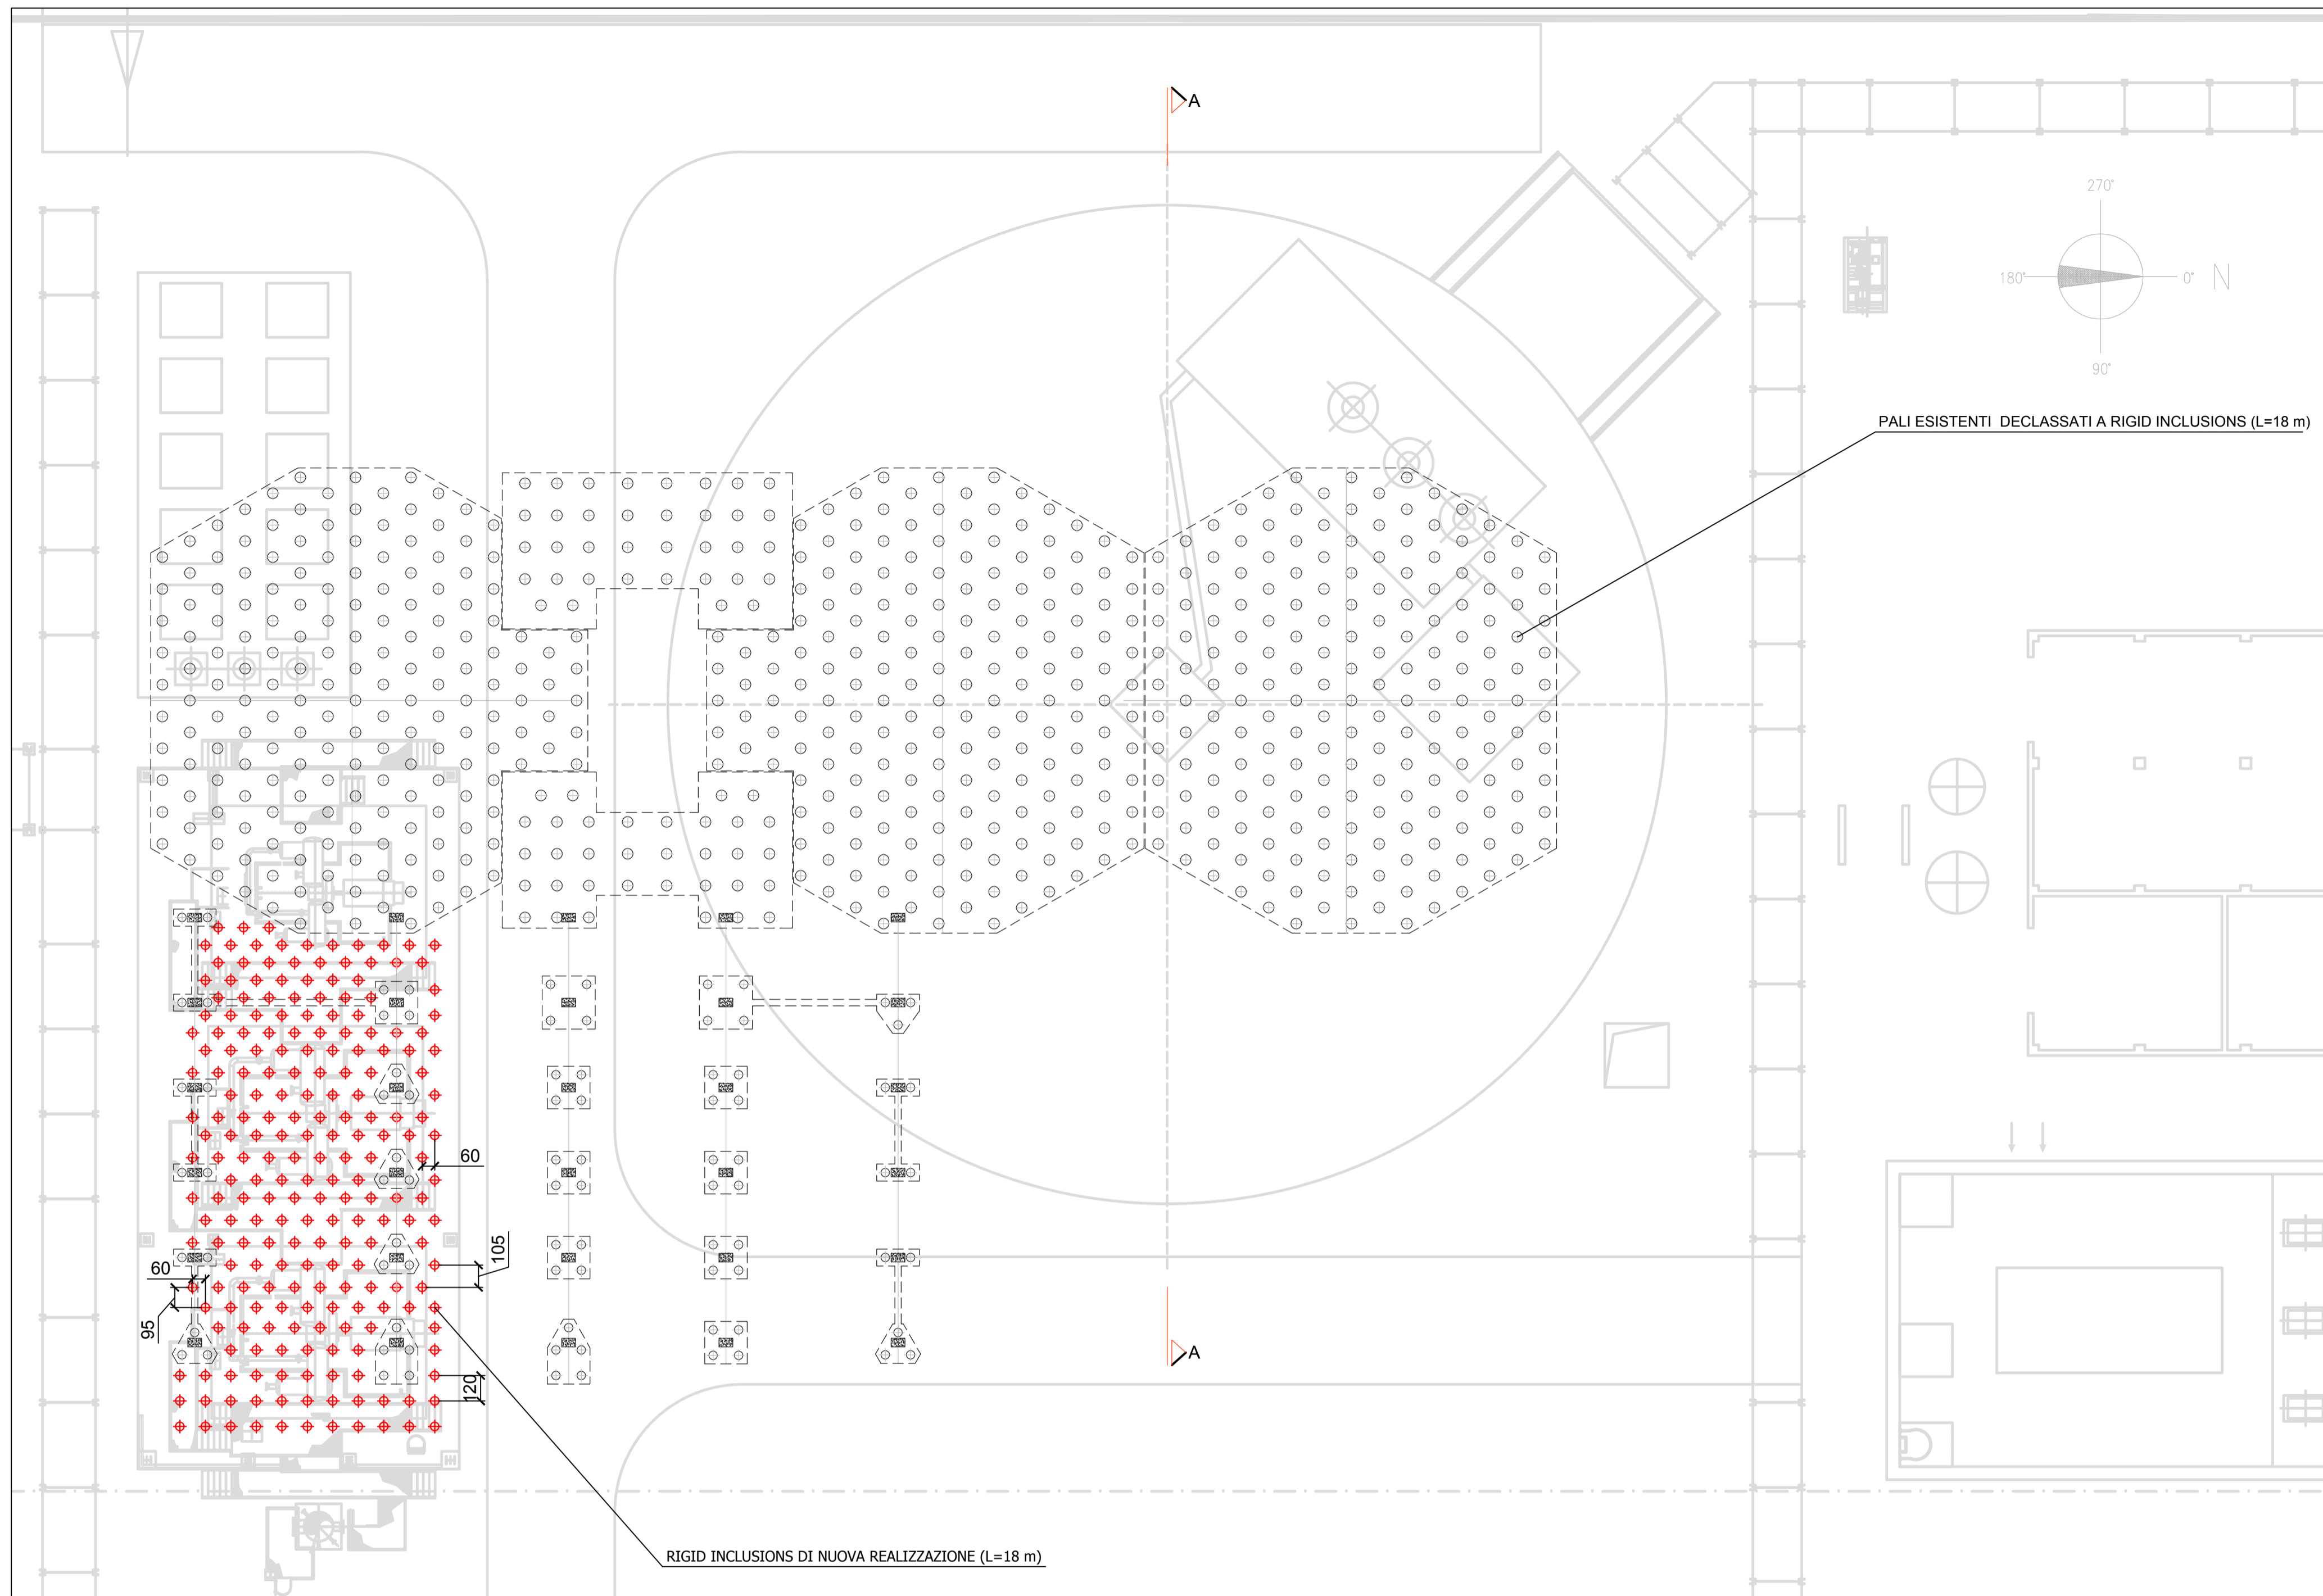 A
270°
180°
0°
N
90°
PALI ESISTENTI DECLASSATI A RIGID INCLUSIONS (L=18 m)
60
105
60
95
A
120
RIGID INCLUSIONS DI NUOVA REALIZZAZIONE (L=18 m)